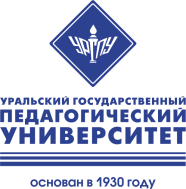 УРГПУ
УРАЛЬСКИЙ ГОСУДАРСТВЕННЫЙ
ПЕДАГОГИЧЕСКИЙ
УНИВЕРСИТЕТ
ОСНОВАН В 1930 ГОДУ